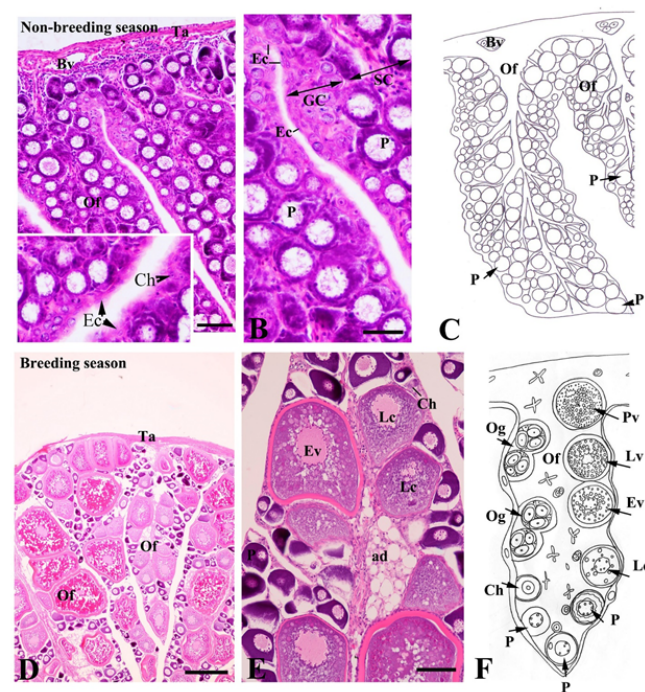 Non-breeding season
Ta
Bv
Of
Ch
Ec
Ec
SC
GC
Ec
P
P
B
Bv
Of
Of
P
P
P
C
Breeding season
Ta
Of
Of
D
Ch
Lc
Ev
Lc
P
ad
E
Pv
Og
Of
Lv
Og
Ev
Lc
Ch
P
P
P
F